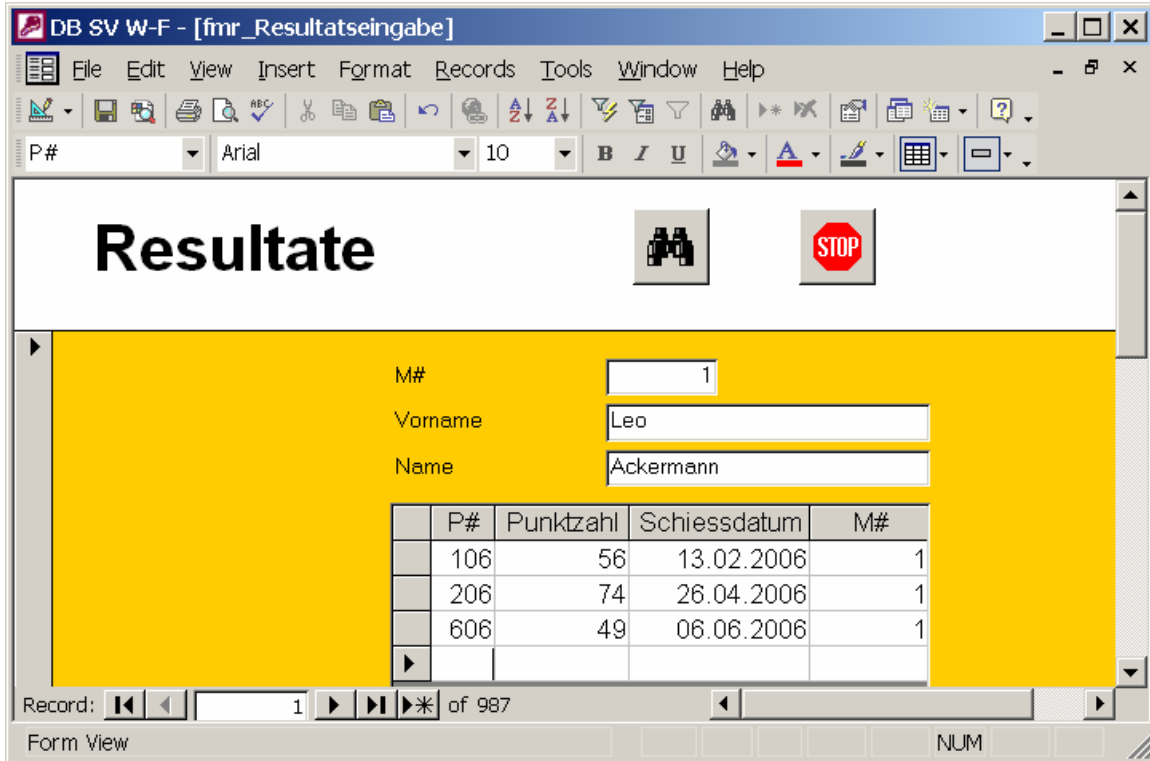 DB SV W-F - [fmr_Resultatseingabe]
File Edit View Insert Format Records Tools Window Help
P# Arial 10 B I U A
Resultate STOP
M# 1
Vorname Leo
Name Ackermann
P# Punktzahl Schiessdatum M#
106 56 13.02.2006 1
206 74 26.04.2006 1
606 49 06.06.2006 1
Record: 1 of 987
Form View NUM